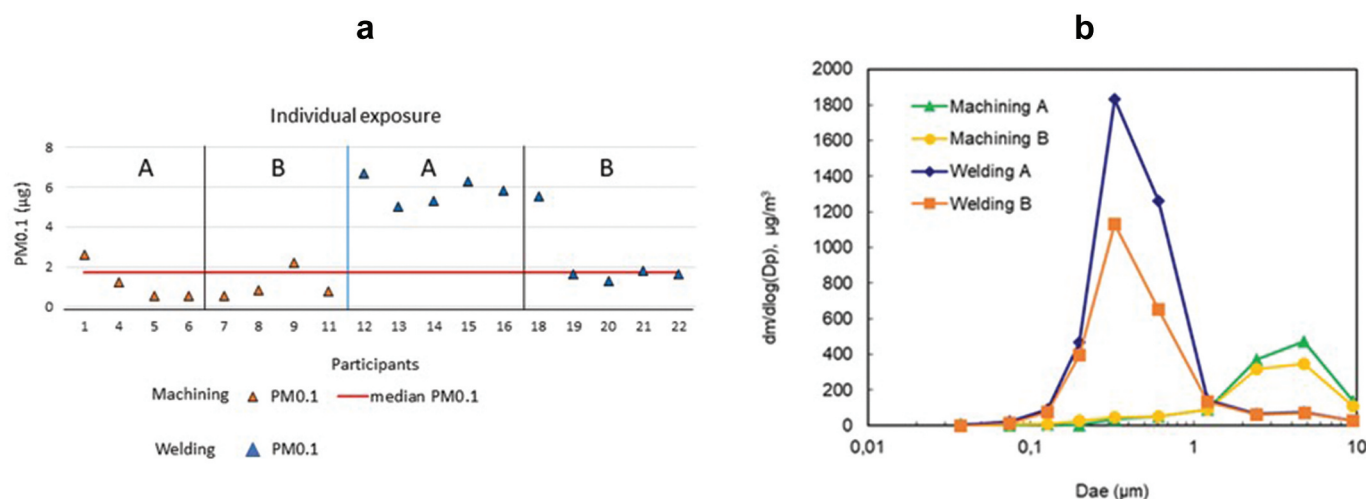 a
Individual exposure
8
6
4
2
0
PM0.1 (µg)
A
B
A
B
1 4 5 6 7 8 9 11 12 13 14 15 16 18 19 20 21 22
Participants
Machining PM0.1 median PM0.1
Welding PM0.1
b
2000
1800
1600
1400
1200
1000
800
600
400
200
0
dm/dlog(Dp), µg/m³
Machining A
Machining B
Welding A
Welding B
0,01 0,1 1 10
Dae (µm)